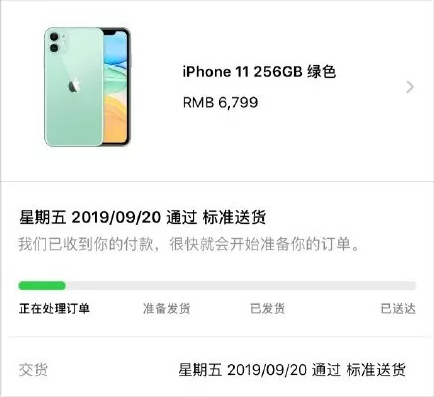 iPhone 11 256GB 绿色
RMB 6,799
星期五 2019/09/20 通过 标准送货
我们已收到你的付款，很快就会开始准备你的订单。
正在处理订单 准备发货 已发货 已送达
交货 星期五 2019/09/20 通过 标准送货